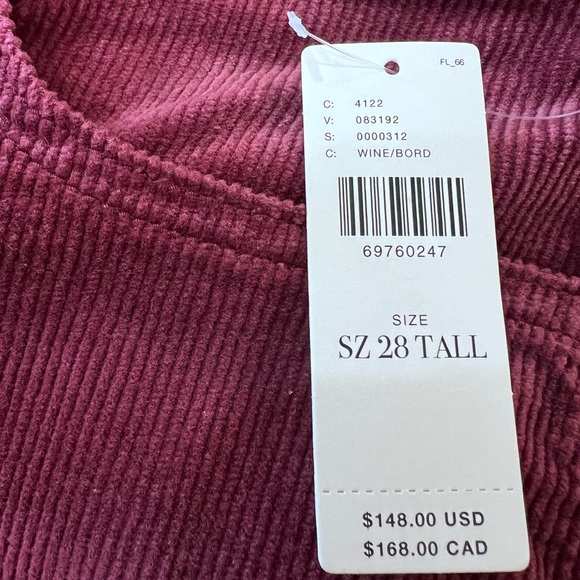 FL_66
C: 4122
V: 083192
S: 0000312
C: WINE/BORD
69760247
SIZE
SZ 28 TALL
$148.00 USD
$168.00 CAD